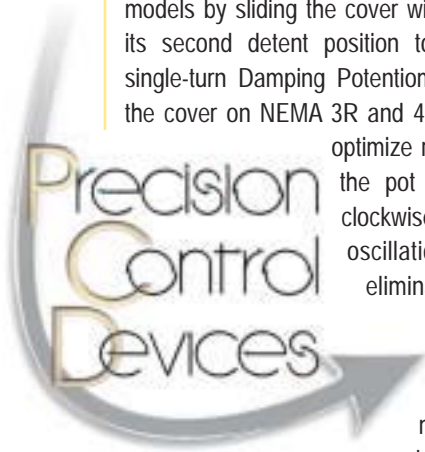 models by sliding the cover wi
its second detent position to
single-turn Damping Potention
the cover on NEMA 3R and 4
optimize r
the pot
clockwise
oscillatio
elimin
Precision
Control
Devices